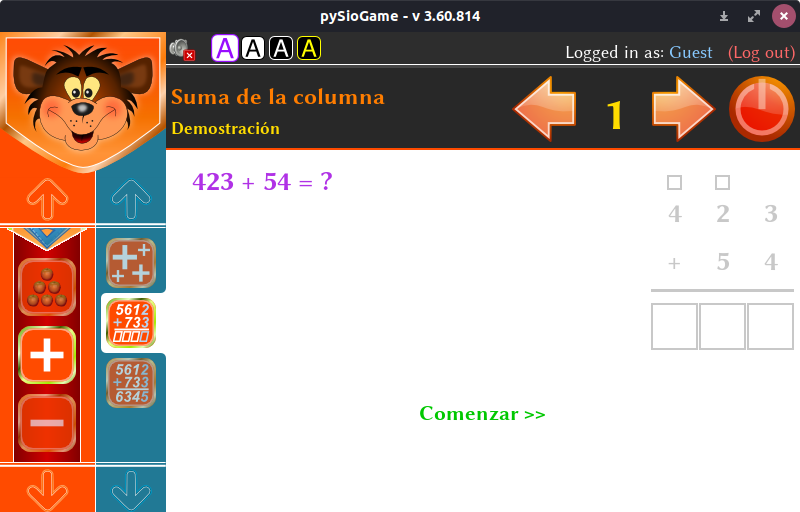 pySioGame - v 3.60.814
A A A A
Logged in as: Guest (Log out)
Suma de la columna
1
Demostración
423 + 54 = ?
4 2 3
+ 5 4
5612
+733
5612
+733
6345
Comenzar >>